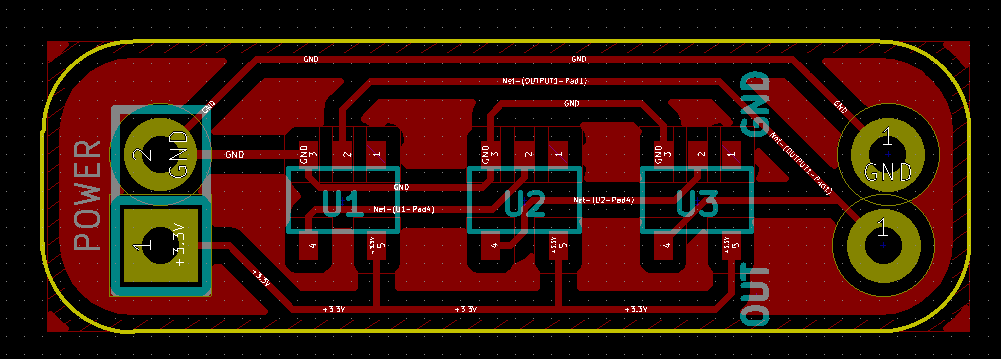 GND
GND
Net-(OUTPUT1-Pad1)
GND
GND
GND
GND
GND
Net-(OUTPUT1-Pad1)
POWER
2
GND
GND
GND
3
2
1
GND
3
2
1
GND
3
2
1
1
GND
GND
U1
Net-(U1-Pad4)
U2
Net-(U2-Pad4)
U3
1
+3.3V
4
+3.3V
5
4
+3.3V
5
4
+3.3V
5
1
+3.3V
+3.3V
+3.3V
+3.3V
OUT